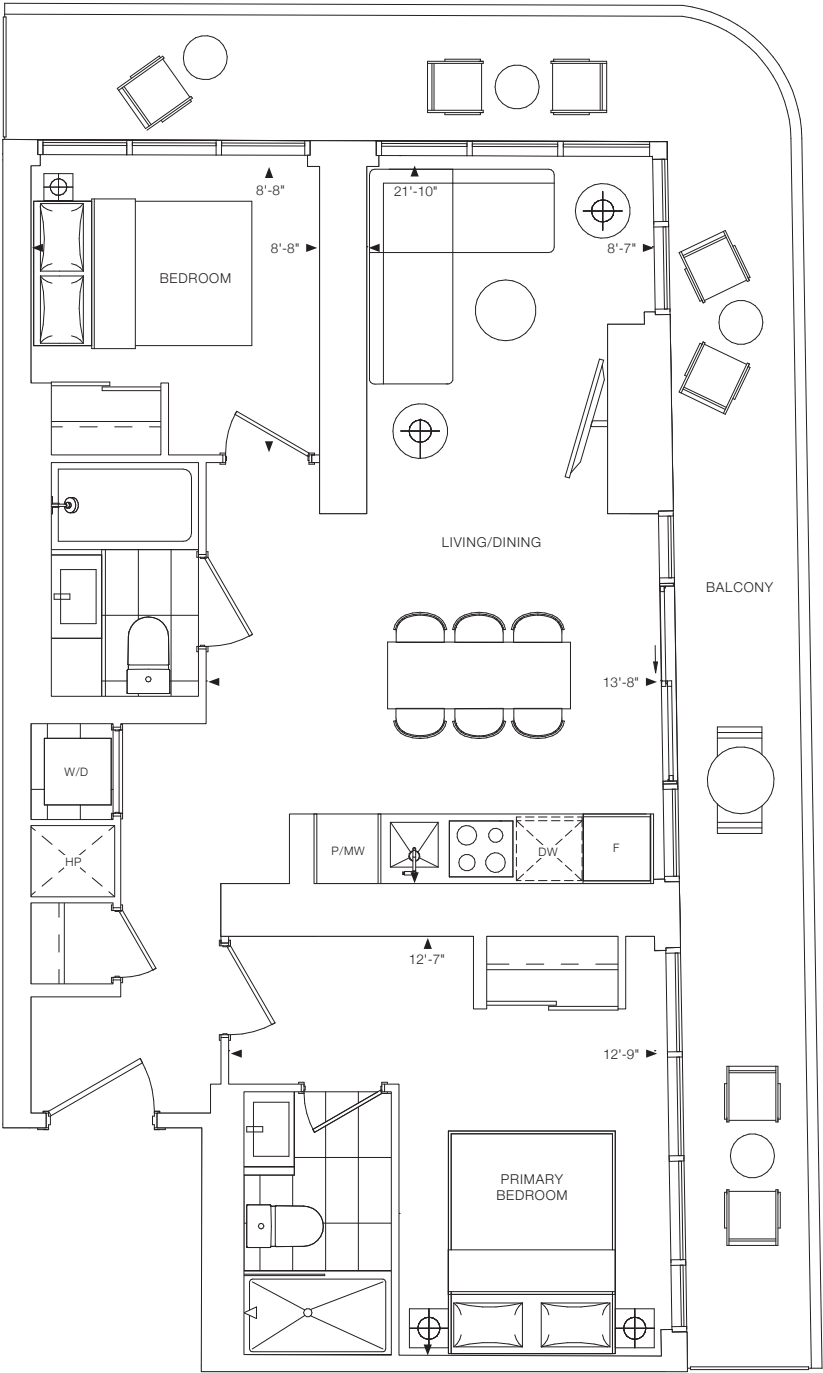 8'-8"
21'-10"
8'-8"
8'-7"
BEDROOM
LIVING/DINING
BALCONY
13'-8"
W/D
P/MW
DW
F
HP
12'-7"
12'-9"
PRIMARY
BEDROOM